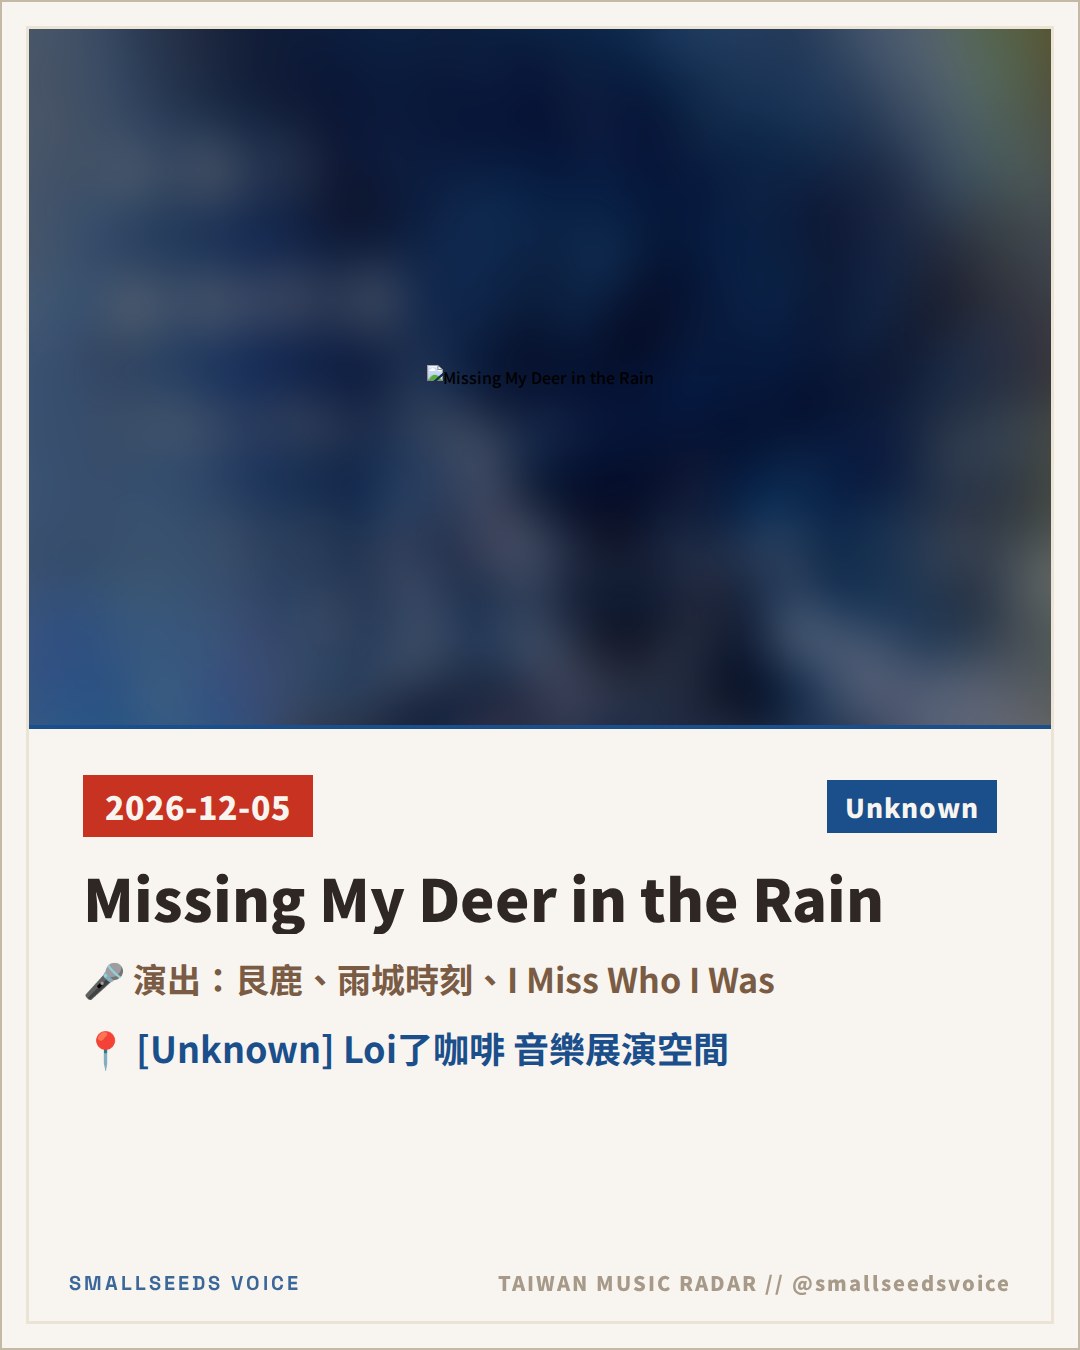 Missing My Deer in the Rain
2026-12-05
Unknown
Missing My Deer in the Rain
🎤 演出：艮鹿、雨城時刻、I Miss Who I Was
📍 [Unknown] Loi了咖啡 音樂展演空間
SMALLSEEDS VOICE
TAIWAN MUSIC RADAR // @smallseedsvoice